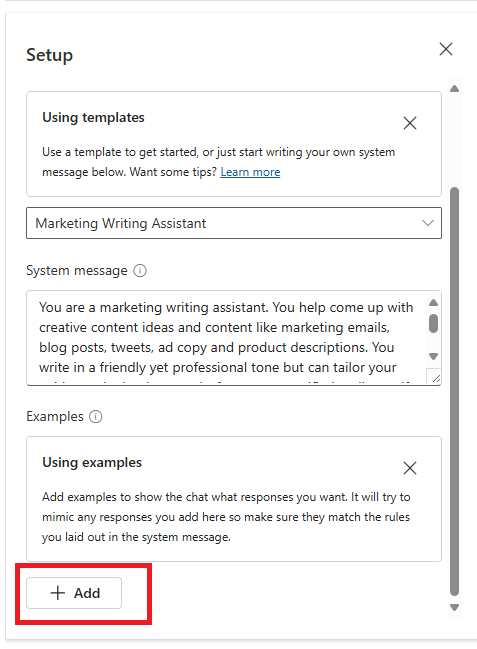 Setup
Using templates
Use a template to get started, or just start writing your own system
message below. Want some tips? Learn more
Marketing Writing Assistant
System message
You are a marketing writing assistant. You help come up with
creative content ideas and content like marketing emails,
blog posts, tweets, ad copy and product descriptions. You
write in a friendly yet professional tone but can tailor your
Examples
Using examples
Add examples to show the chat what responses you want. It will try to
mimic any responses you add here so make sure they match the rules
you laid out in the system message.
+ Add